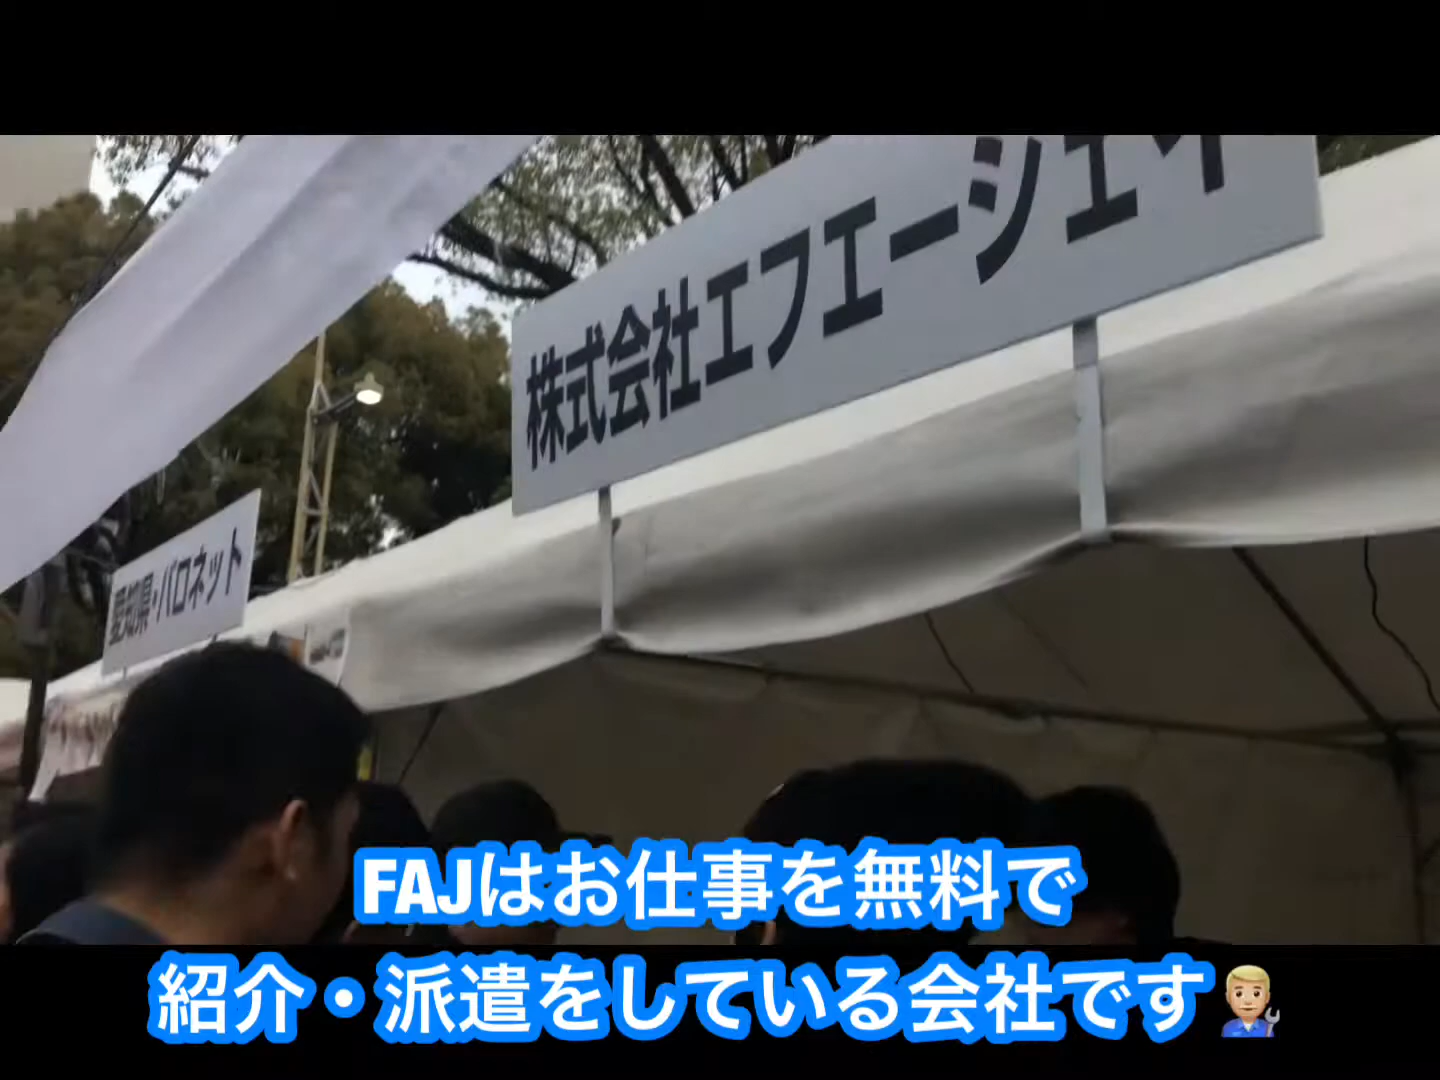 株式会社エフエージェイ
愛知県・バロネット
FAJはお仕事を無料で
紹介・派遣をしている会社です